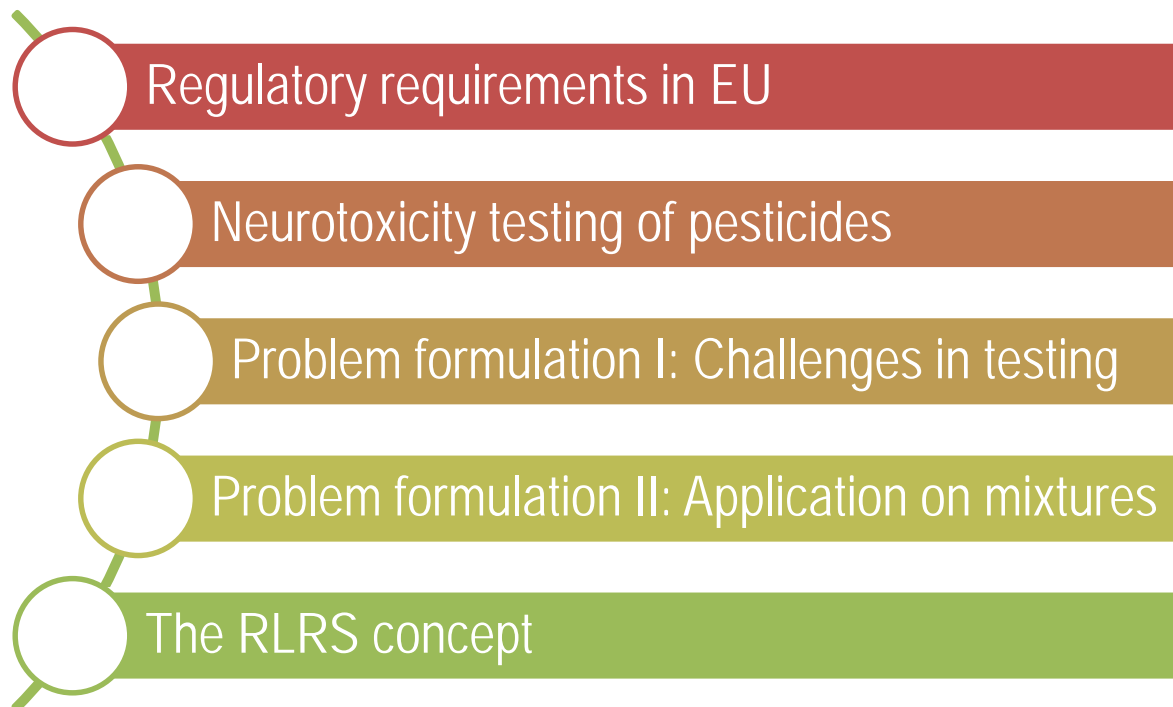 Regulatory requirements in EU
Neurotoxicity testing of pesticides
Problem formulation I: Challenges in testing
Problem formulation II: Application on mixtures
The RLRS concept